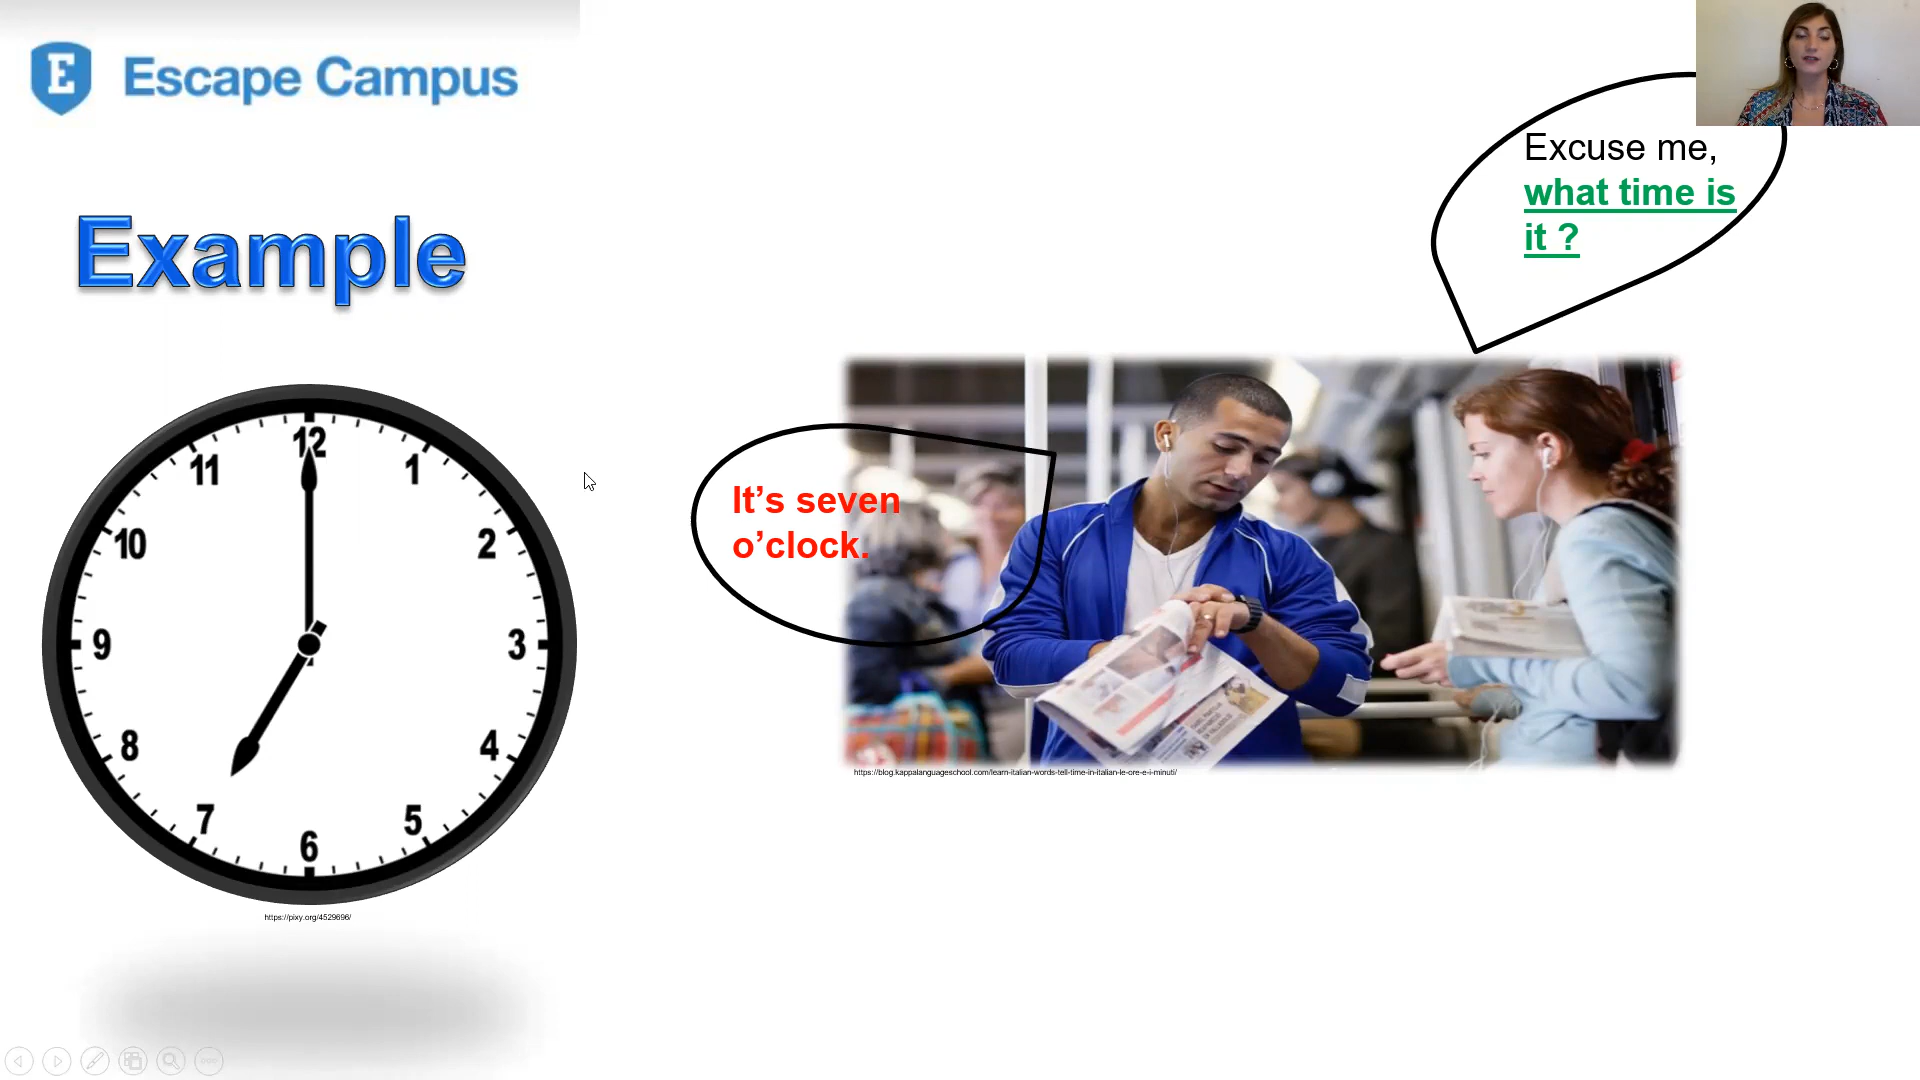 E
Escape Campus
Excuse me,
what time is
it ?
Example
It’s seven
o’clock.
12
1
2
3
4
5
6
7
8
9
10
11
https://blog.kappalanguageschool.com/learn-italian-words-tell-time-in-italian-le-ore-e-i-minuti/
https://pixy.org/4529696/